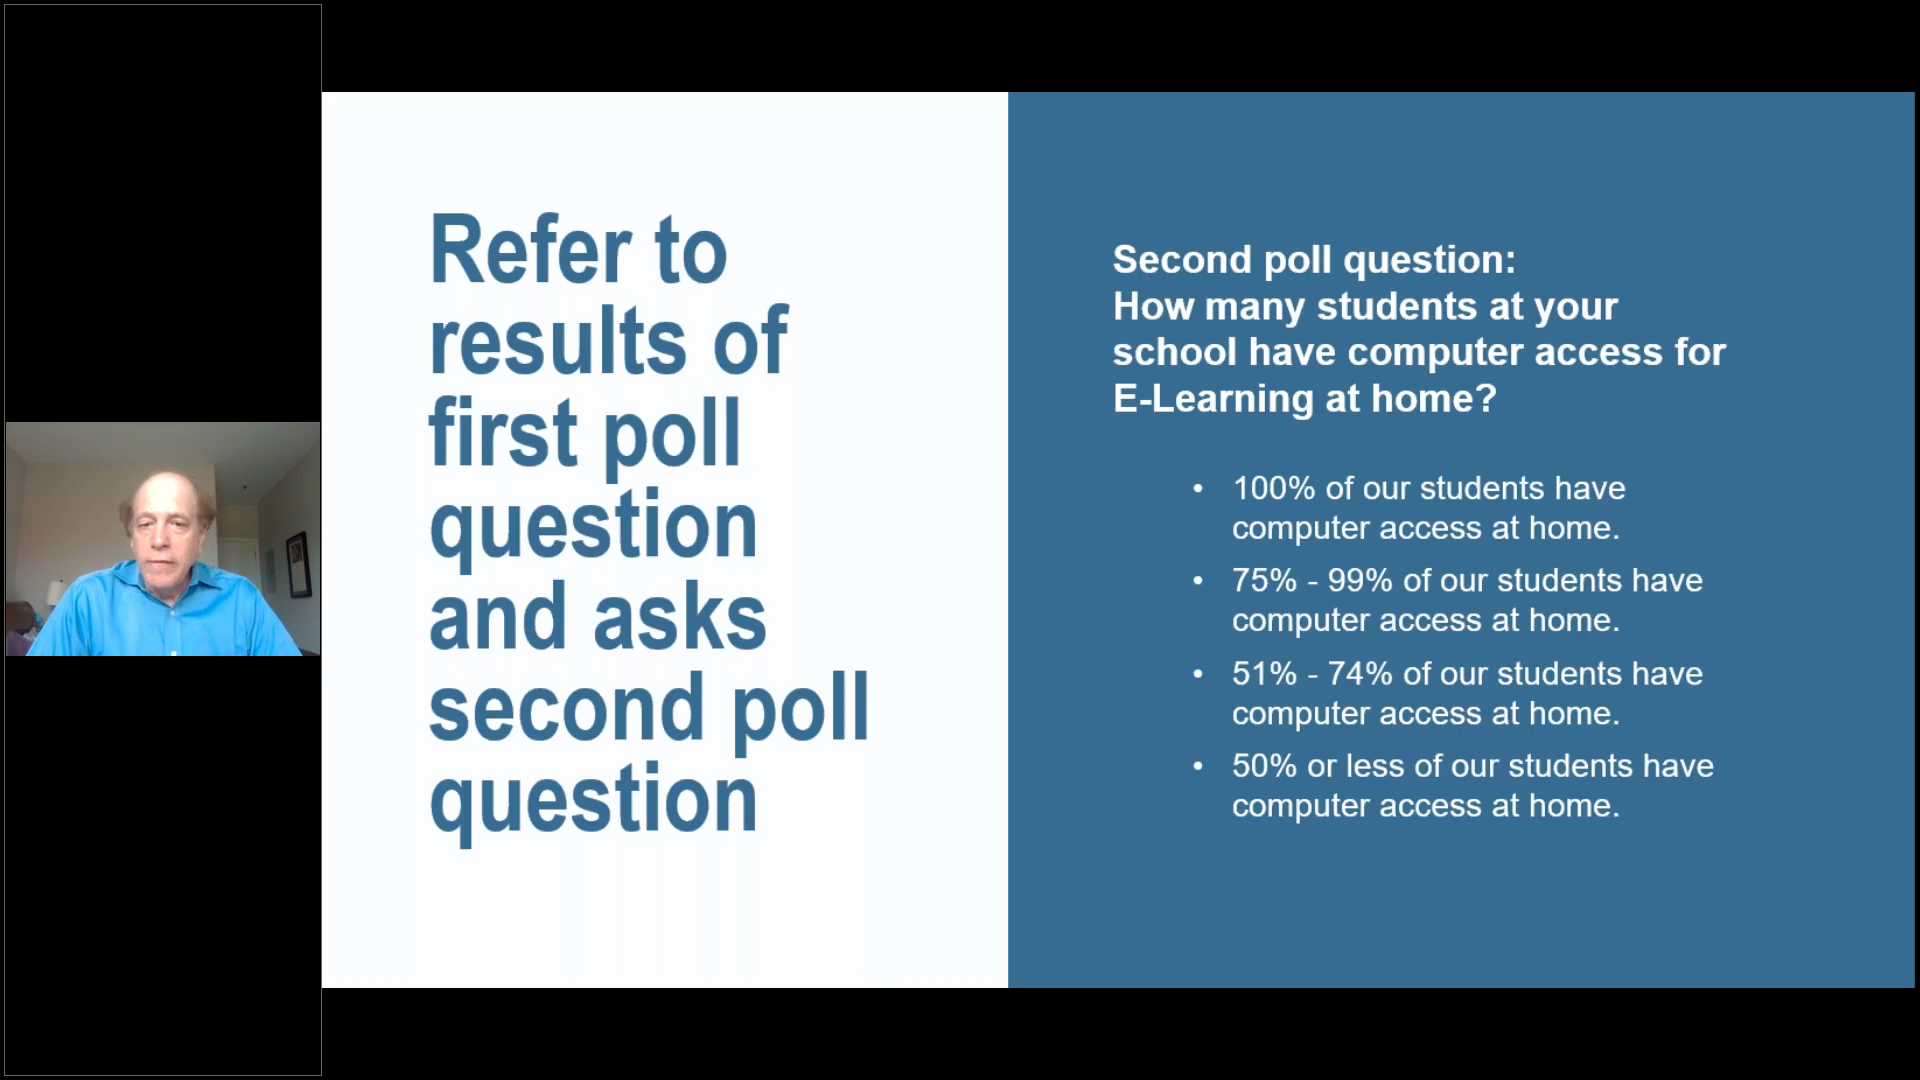 Refer to
results of
first poll
question
and asks
second poll
question
Second poll question:
How many students at your
school have computer access for
E-Learning at home?
• 100% of our students have
computer access at home.
• 75% - 99% of our students have
computer access at home.
• 51% - 74% of our students have
computer access at home.
• 50% or less of our students have
computer access at home.